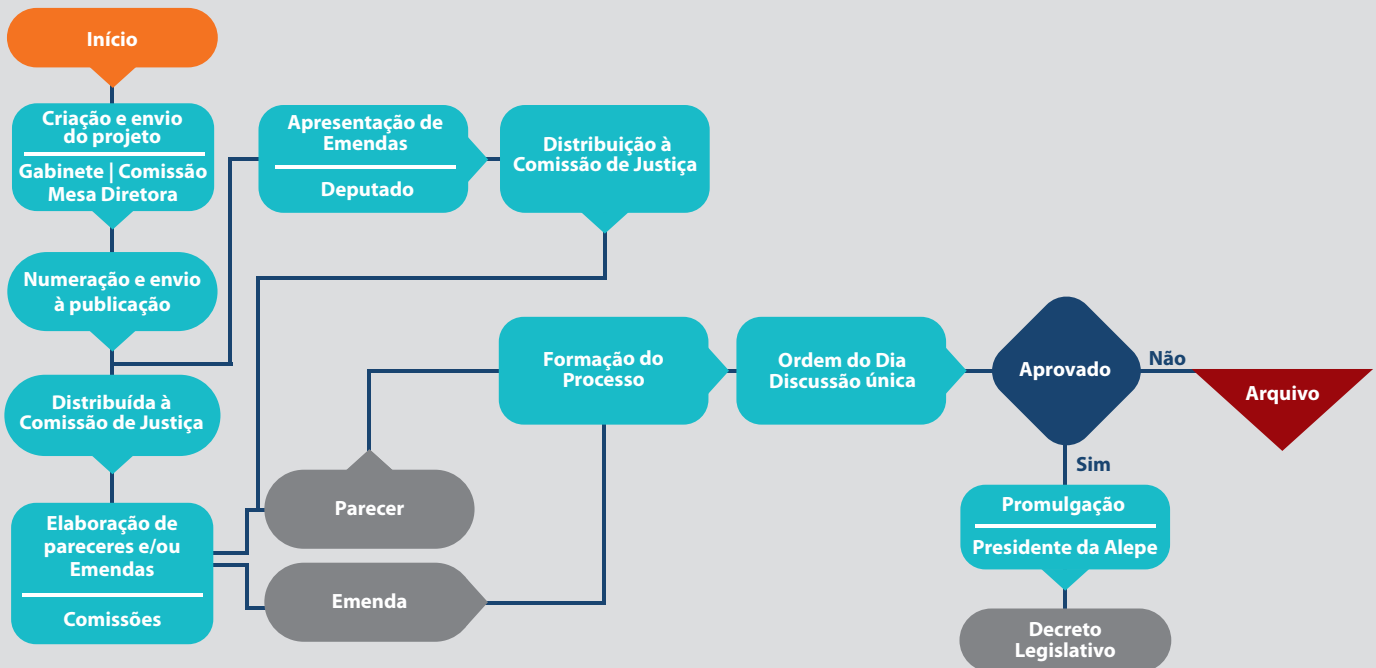 Início
Criação e envio
do projeto
Gabinete | Comissão
Mesa Diretora
Numeração e envio
à publicação
Distribuída à
Comissão de Justiça
Elaboração de
pareceres e/ou
Emendas
Comissões
Apresentação de
Emendas
Deputado
Distribuição à
Comissão de Justiça
Parecer
Emenda
Formação do
Processo
Ordem do Dia
Discussão única
Aprovado
Não
Arquivo
Sim
Promulgação
Presidente da Alepe
Decreto
Legislativo